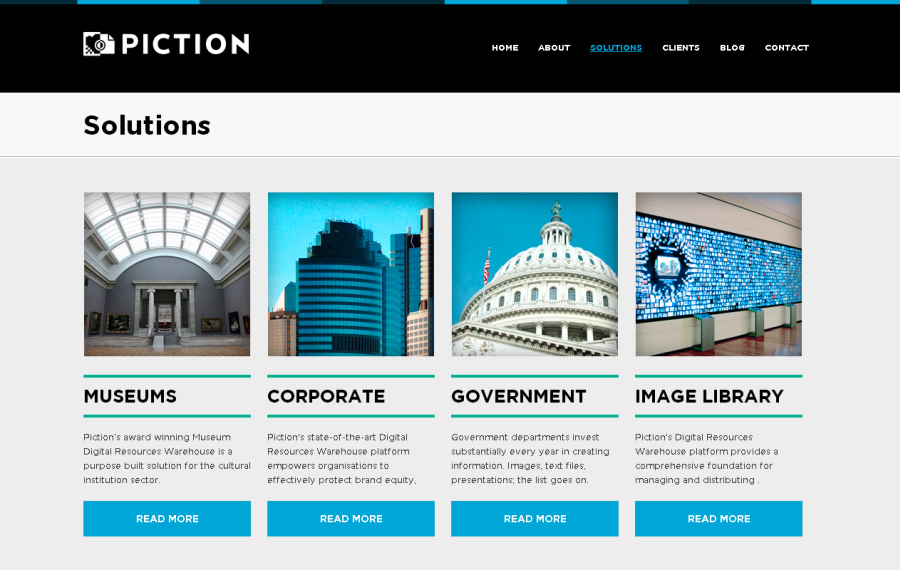 PICTION
HOME ABOUT SOLUTIONS CLIENTS BLOG CONTACT
Solutions
MUSEUMS
Piction's award winning Museum
Digital Resources Warehouse is a
purpose built solution for the cultural
institution sector.
READ MORE
CORPORATE
Piction's state-of-the-art Digital
Resources Warehouse platform
empowers organisations to
effectively protect brand equity,
READ MORE
GOVERNMENT
Government departments invest
substantially every year in creating
information. Images, text files,
presentations; the list goes on.
READ MORE
IMAGE LIBRARY
Piction's Digital Resources
Warehouse platform provides a
comprehensive foundation for
managing and distributing .
READ MORE